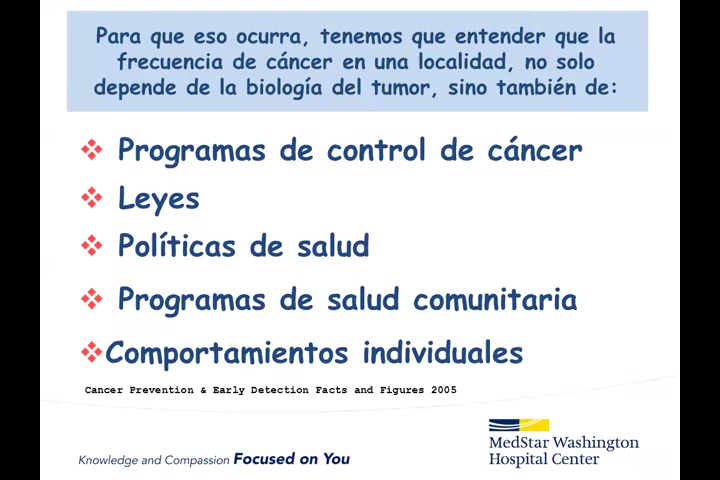 Para que eso ocurra, tenemos que entender que la
frecuencia de cáncer en una localidad, no solo
depende de la biología del tumor, sino también de:
Programas de control de cáncer
Leyes
Políticas de salud
Programas de salud comunitaria
Comportamientos individuales
Cancer Prevention & Early Detection Facts and Figures 2005
Knowledge and Compassion Focused on You
MedStar Washington
Hospital Center